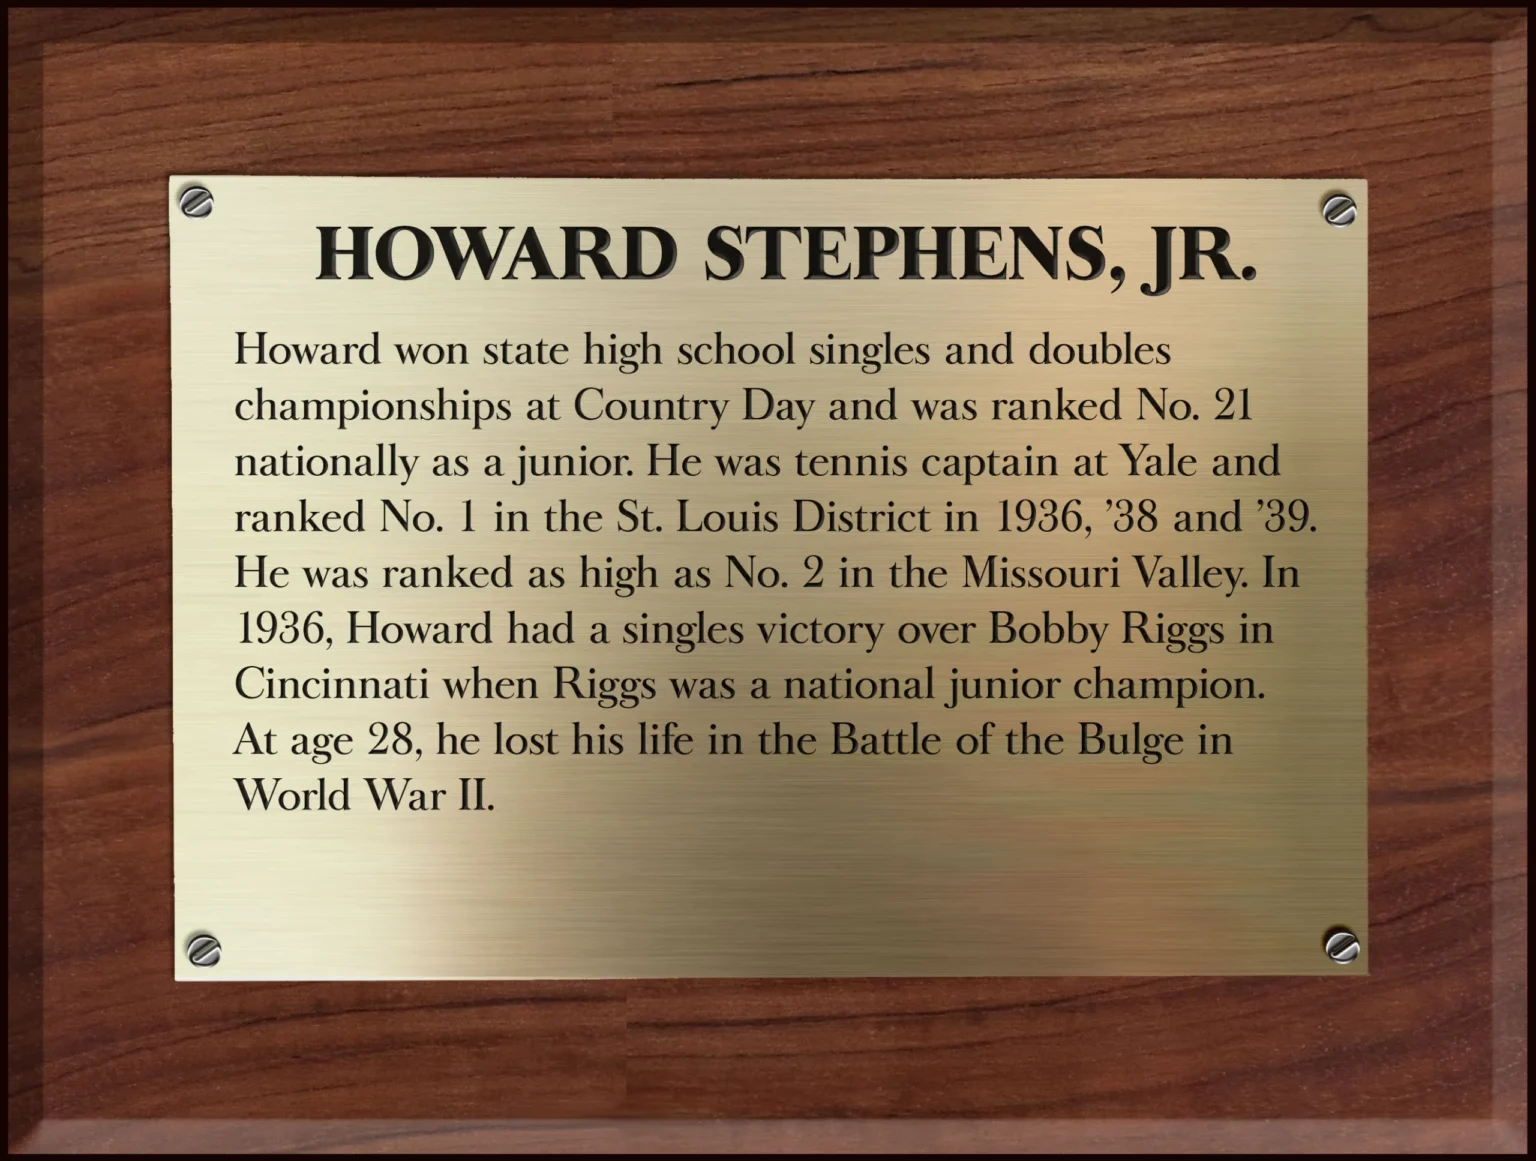 HOWARD STEPHENS, JR.
Howard won state high school singles and doubles
championships at Country Day and was ranked No. 21
nationally as a junior. He was tennis captain at Yale and
ranked No. 1 in the St. Louis District in 1936, ’38 and ’39.
He was ranked as high as No. 2 in the Missouri Valley. In
1936, Howard had a singles victory over Bobby Riggs in
Cincinnati when Riggs was a national junior champion.
At age 28, he lost his life in the Battle of the Bulge in
World War II.